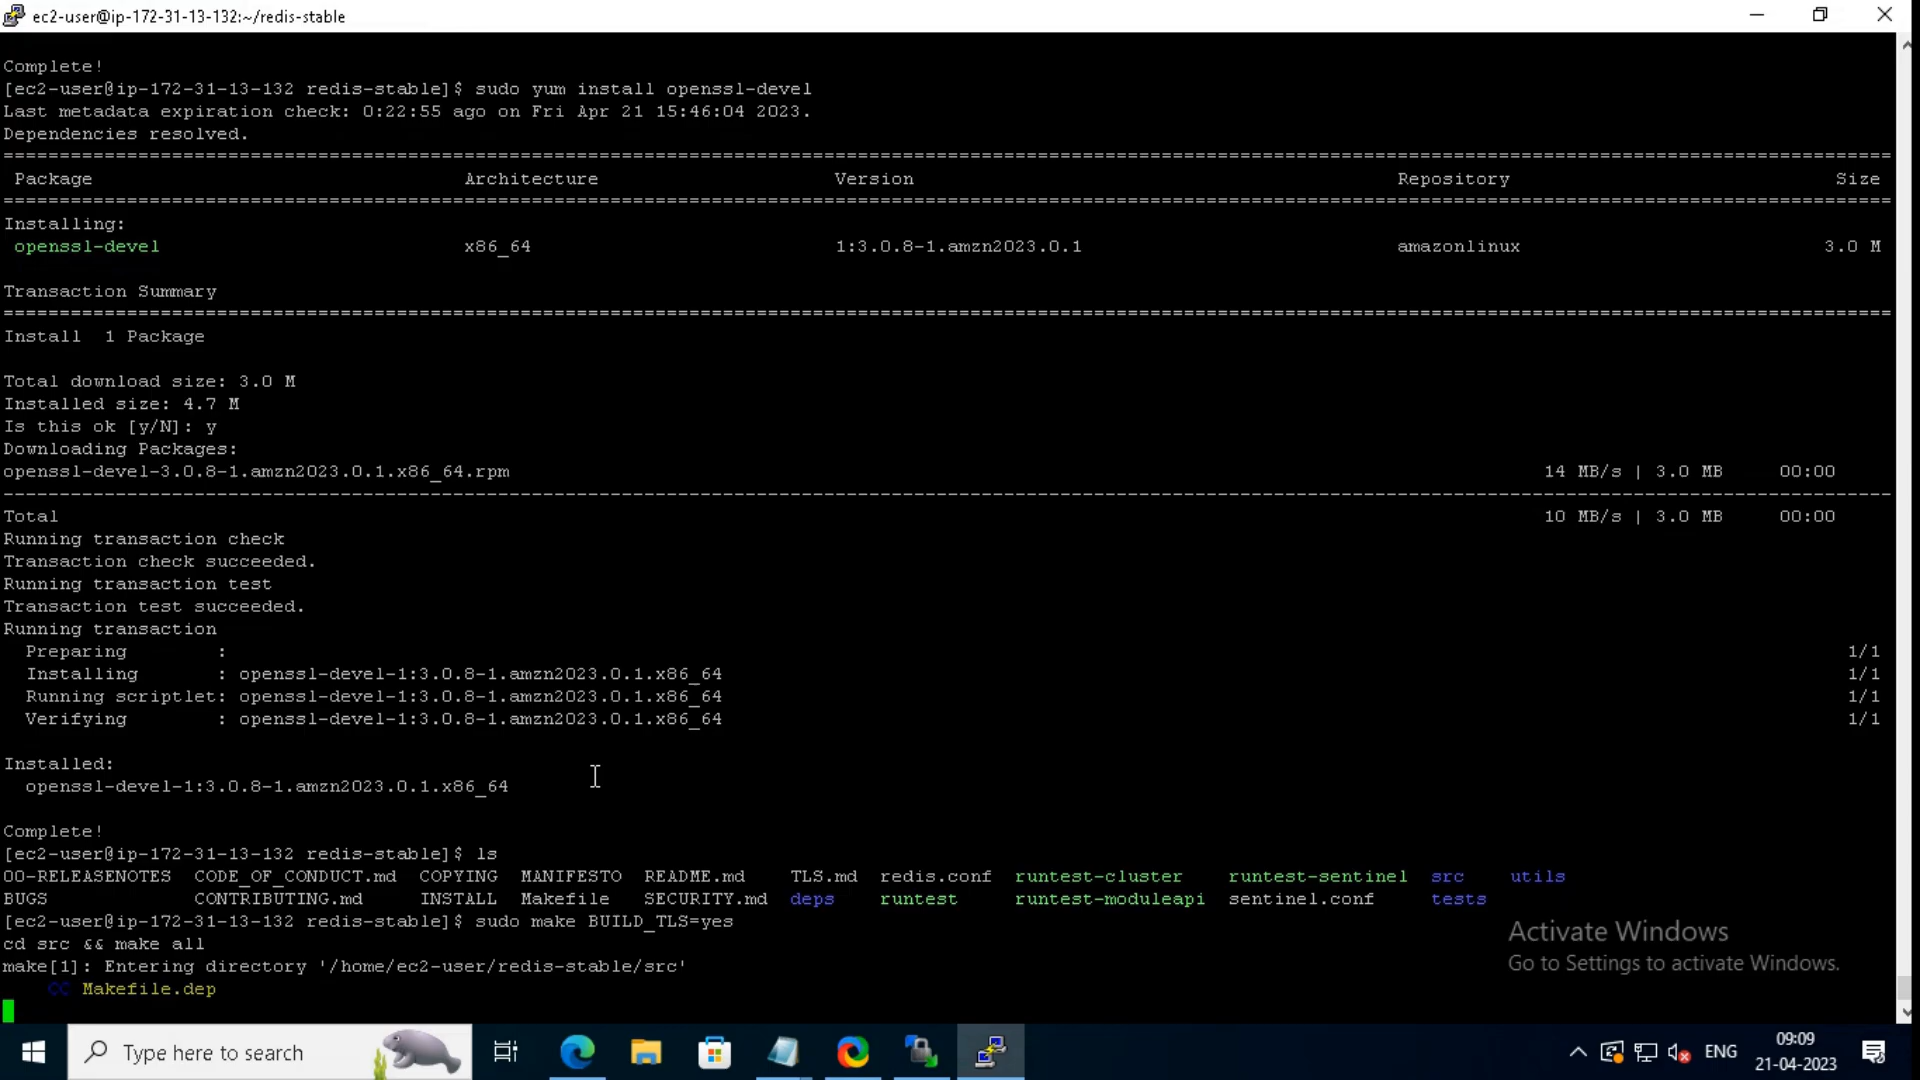 ec2-user@ip-172-31-13-132:~/redis-stable
Complete!
[ec2-user@ip-172-31-13-132 redis-stable]$ sudo yum install openssl-devel
Last metadata expiration check: 0:22:55 ago on Fri Apr 21 15:46:04 2023.
Dependencies resolved.
Package Architecture Version Repository Size
Installing:
openssl-devel x86_64 1:3.0.8-1.amzn2023.0.1 amazonlinux 3.0 M
Transaction Summary
Install 1 Package
Total download size: 3.0 M
Installed size: 4.7 M
Is this ok [y/N]: y
Downloading Packages:
openssl-devel-3.0.8-1.amzn2023.0.1.x86_64.rpm 14 MB/s | 3.0 MB 00:00
Total 10 MB/s | 3.0 MB 00:00
Running transaction check
Transaction check succeeded.
Running transaction test
Transaction test succeeded.
Running transaction
Preparing : 1/1
Installing : openssl-devel-1:3.0.8-1.amzn2023.0.1.x86_64 1/1
Running scriptlet: openssl-devel-1:3.0.8-1.amzn2023.0.1.x86_64 1/1
Verifying : openssl-devel-1:3.0.8-1.amzn2023.0.1.x86_64 1/1
Installed:
openssl-devel-1:3.0.8-1.amzn2023.0.1.x86_64
Complete!
[ec2-user@ip-172-31-13-132 redis-stable]$ ls
00-RELEASENOTES CODE_OF_CONDUCT.md COPYING MANIFESTO README.md TLS.md redis.conf runtest-cluster runtest-sentinel src utils
BUGS CONTRIBUTING.md INSTALL Makefile SECURITY.md deps runtest runtest-moduleapi sentinel.conf tests
[ec2-user@ip-172-31-13-132 redis-stable]$ sudo make BUILD_TLS=yes
cd src && make all
make[1]: Entering directory '/home/ec2-user/redis-stable/src'
CC Makefile.dep
Activate Windows
Go to Settings to activate Windows.
Type here to search
ENG
09:09
21-04-2023